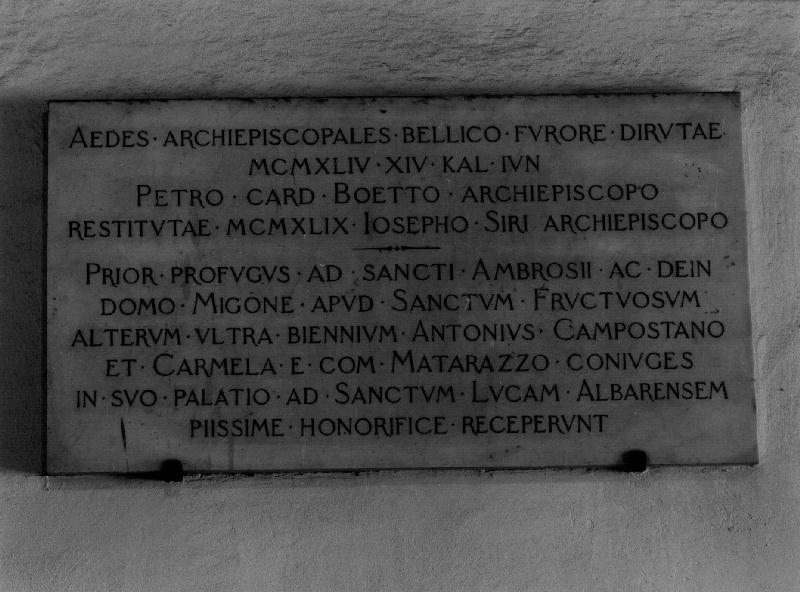 AEDES · ARCHIEPISCOPALES · BELLICO · FVRORE · DIRVTAE
MCMXLIV · XIV · KAL · IVN
PETRO · CARD · BOETTO · ARCHIEPISCOPO
RESTITVTAE · MCMXLIX · IOSEPHO · SIRI ARCHIEPISCOPO
PRIOR · PROFVGVS · AD · SANCTI · AMBROSII · AC · DEIN
DOMO · MIGONE · APVD · SANCTVM · FRVCTVOSVM
ALTERVM · VLTRA · BIENNIVM · ANTONIVS · CAMPOSTANO
ET · CARMELA · E · COM · MATARAZZO · CONIVGES
IN · SVO · PALATIO · AD · SANCTVM · LVCAM · ALBARENSEM
PIISSIME · HONORIFICE · RECEPERVNT